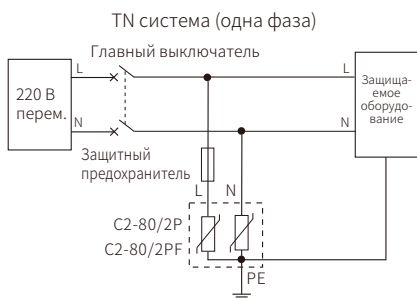 TN система (одна фаза)
Главный выключатель
L
L
220 В
перем.
Защища-
емое
оборудо-
вание
N
N
Защитный
предохранитель
L
N
C2-80/2P
C2-80/2PF
PE